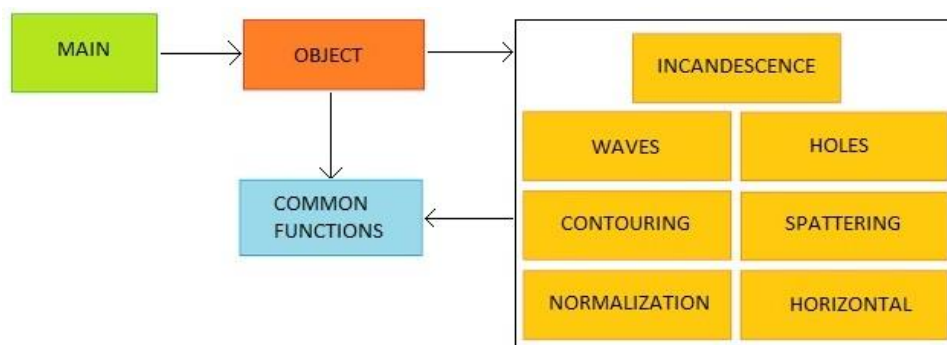 MAIN
OBJECT
INCANDESCENCE
WAVES
HOLES
COMMON
FUNCTIONS
CONTOURING
SPATTERING
NORMALIZATION
HORIZONTAL